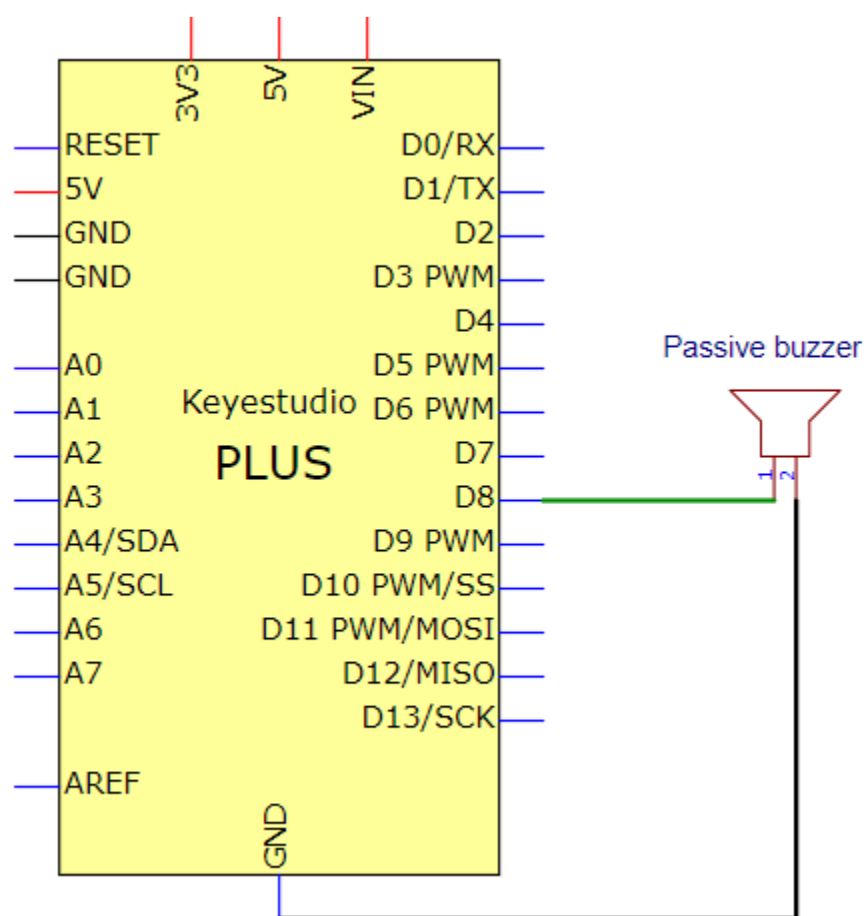 3V3 5V VIN
RESET D0/RX
5V D1/TX
GND D2
GND D3 PWM
D4
Passive buzzer
A0 D5 PWM
Keyestudio
A1 D6 PWM
PLUS
A2 D7
1 2
A3 D8
A4/SDA D9 PWM
A5/SCL D10 PWM/SS
A6 D11 PWM/MOSI
A7 D12/MISO
D13/SCK
AREF
GND